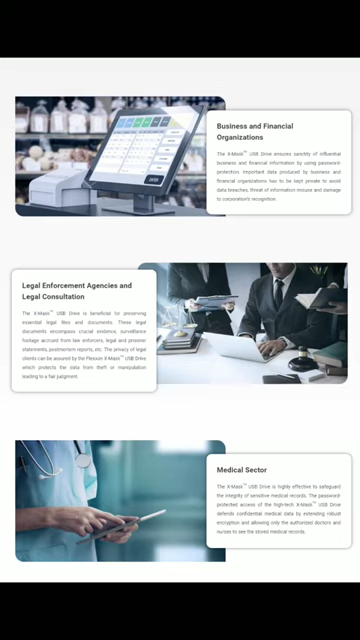 Business and Financial
Organizations
The X-Mask™ USB Drive ensures sanctity of influential
business and financial information by using password-
protection. Important data produced by business and
financial organizations has to be kept private to avoid
data breaches, threat of information misuse and damage
to corporation's recognition.
Legal Enforcement Agencies and
Legal Consultation
The X-Mask™ USB Drive is beneficial for preserving
essential legal files and documents. These legal
documents encompass crucial evidence, surveillance
footage accrued from law enforcers, legal and prisoner
statements, postmortem reports, etc. The privacy of legal
clients can be assured by the Flexxon X-Mask™ USB Drive
which protects the data from theft or manipulation
leading to a fair judgment.
Medical Sector
The X-Mask™ USB Drive is highly effective to safeguard
the integrity of sensitive medical records. The password-
protected access of the high-tech X-Mask™ USB Drive
defends confidential medical data by extending robust
encryption and allowing only the authorized doctors and
nurses to see the stored medical records.